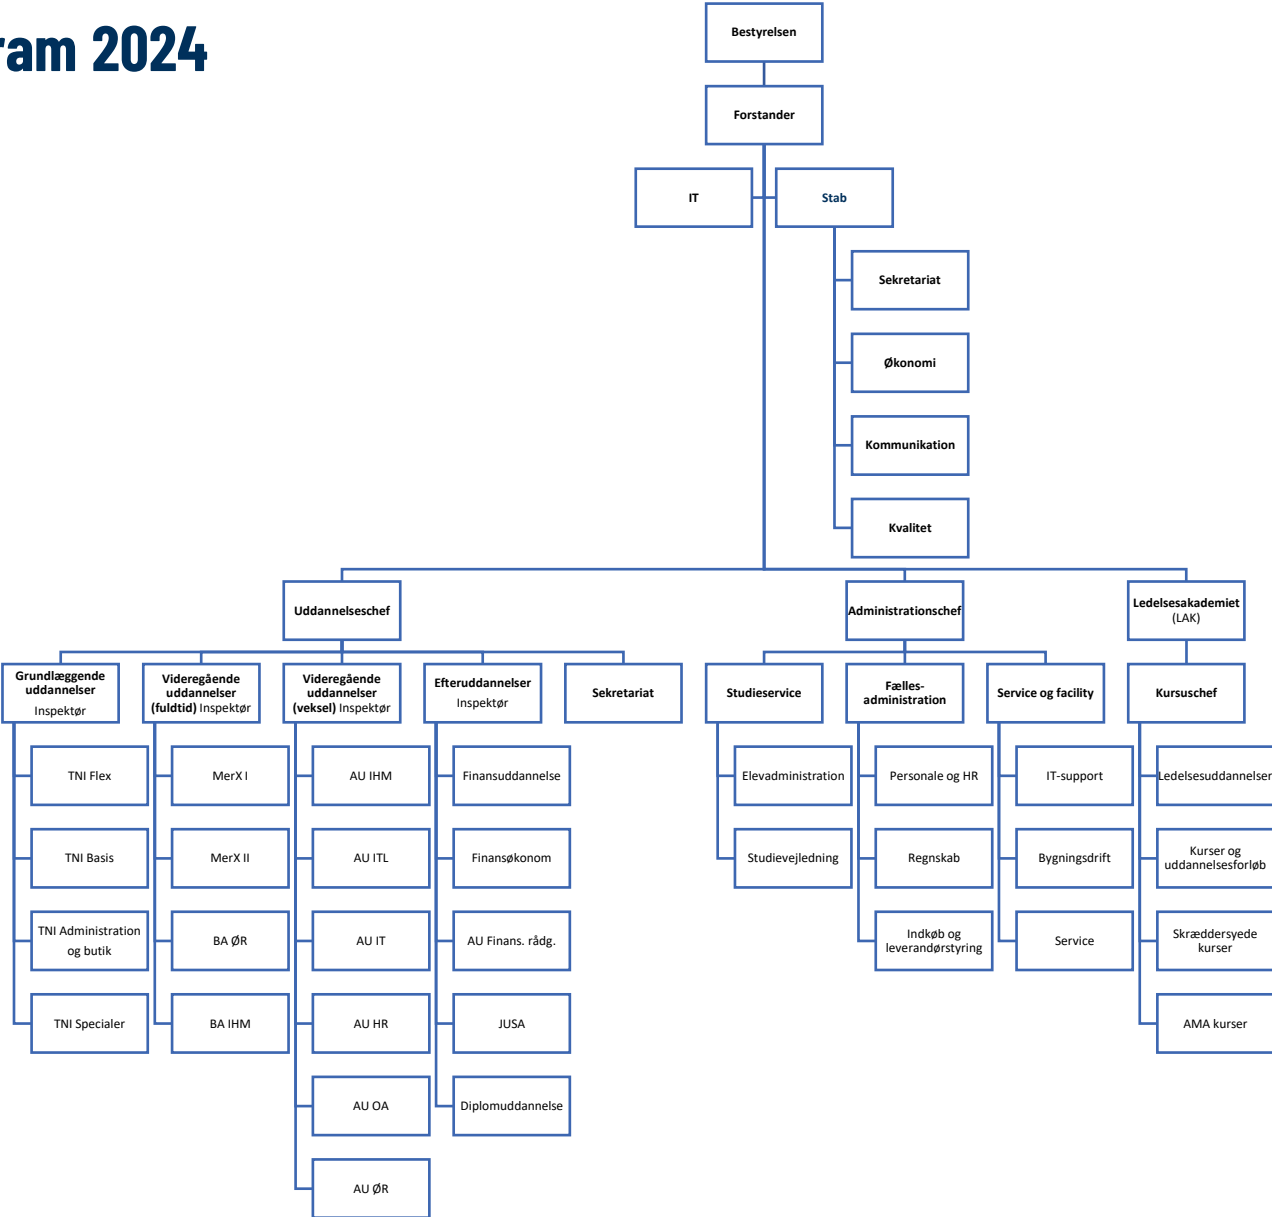 ram 2024
Bestyrelsen
Forstander
IT
Stab
Sekretariat
Økonomi
Kommunikation
Kvalitet
Uddannelseschef
Administrationschef
Ledelsesakademiet
(LAK)
Grundlæggende
uddannelser
Inspektør
Videregående
uddannelser
(fuldtid) Inspektør
Videregående
uddannelser
(veksel) Inspektør
Efteruddannelser
Inspektør
Sekretariat
Studieservice
Fælles-
administration
Service og facility
Kursuschef
TNI Flex
TNI Basis
TNI Administration
og butik
TNI Specialer
MerX I
MerX II
BA ØR
BA IHM
AU IHM
AU ITL
AU IT
AU HR
AU OA
AU ØR
Finansuddannelse
Finansøkonom
AU Finans. rådg.
JUSA
Diplomuddannelse
Elevadministration
Studievejledning
Personale og HR
Regnskab
Indkøb og
leverandørstyring
IT-support
Bygningsdrift
Service
Ledelsesuddannelser
Kurser og
uddannelsesforløb
Skræddersyede
kurser
AMA kurser